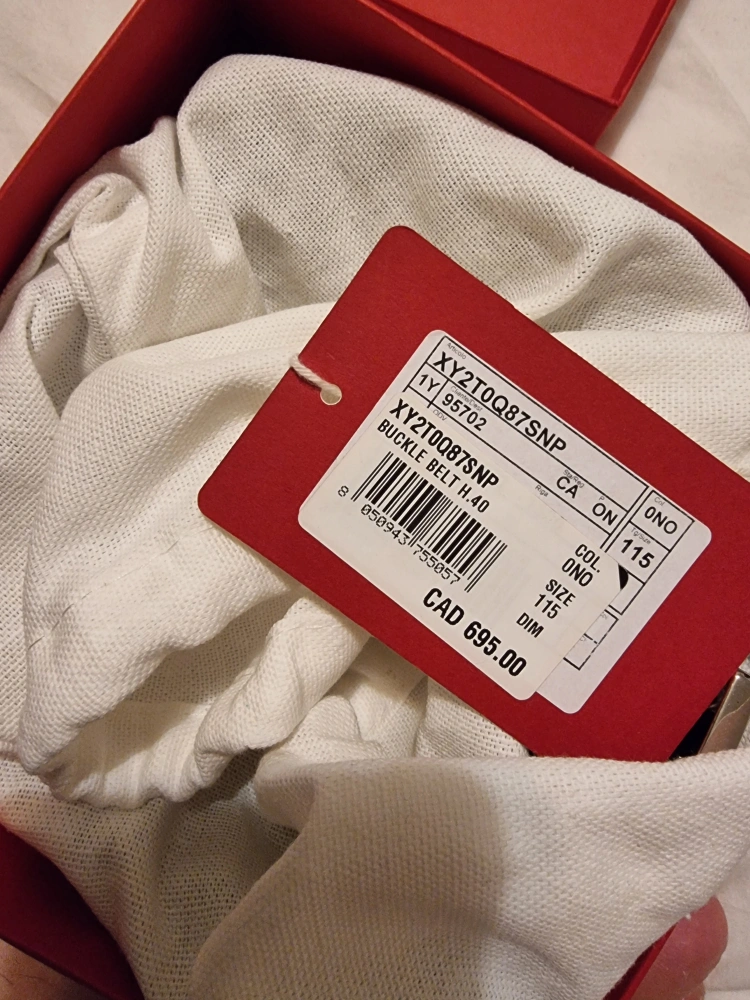 Articolo
XY2T0Q87SNP
1Y 95702
CA ON
0NO
115
XY2T0Q87SNP
BUCKLE BELT H.40
8 050943 755057
COL.
0NO
SIZE
115
DIM
CAD 695.00